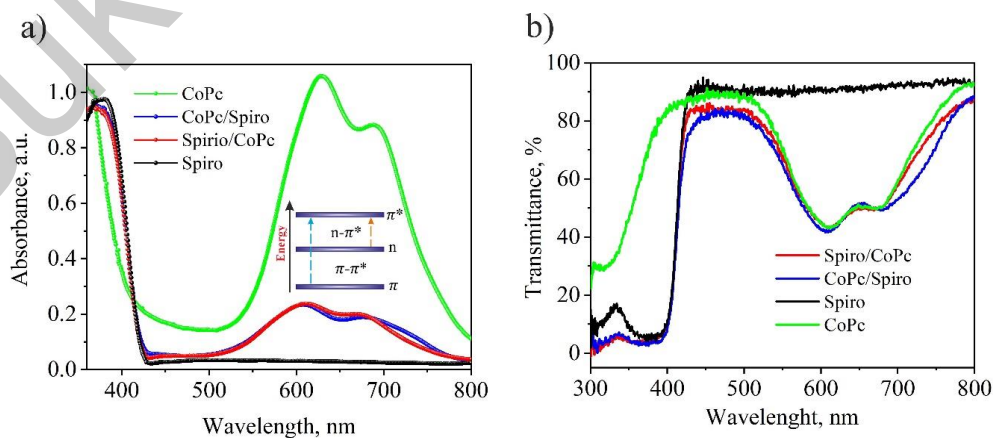 BUK
a)
Absorbance, a.u.
1.0
0.8
0.6
0.4
0.2
0.0
CoPc
CoPc/Spiro
Spirio/CoPc
Spiro
Energy
π*
n-π*
n
π-π*
π
400
500
600
700
800
Wavelength, nm
b)
Transmittance, %
100
80
60
40
20
0
Spiro/CoPc
CoPc/Spiro
Spiro
CoPc
300
400
500
600
700
800
Wavelenght, nm